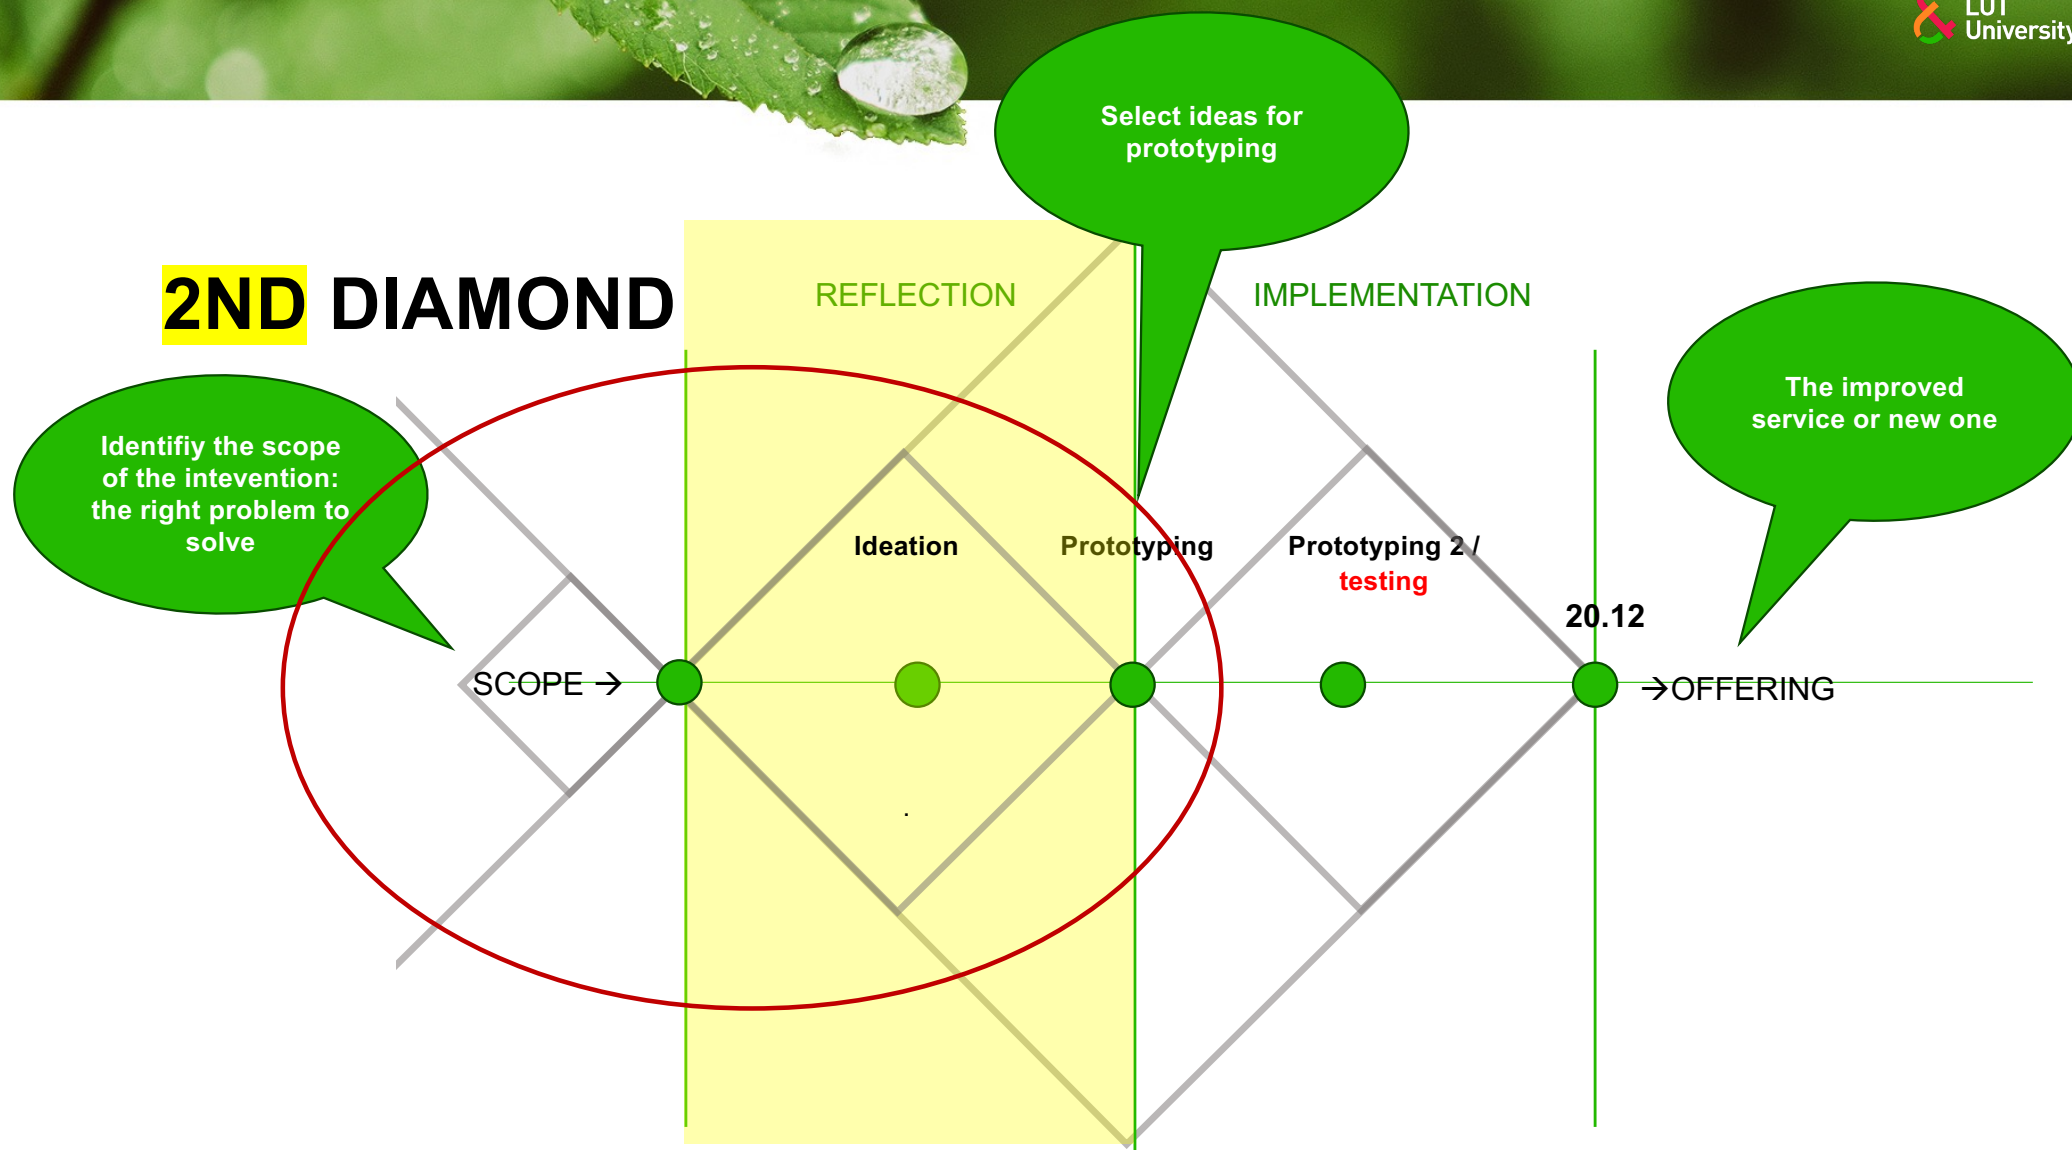 LUT
University
Select ideas for
prototyping
2ND DIAMOND
REFLECTION
IMPLEMENTATION
The improved
service or new one
Identifiy the scope
of the intevention:
the right problem to
solve
Ideation
Prototyping
Prototyping 2 /
testing
20.12
SCOPE →
→OFFERING
.